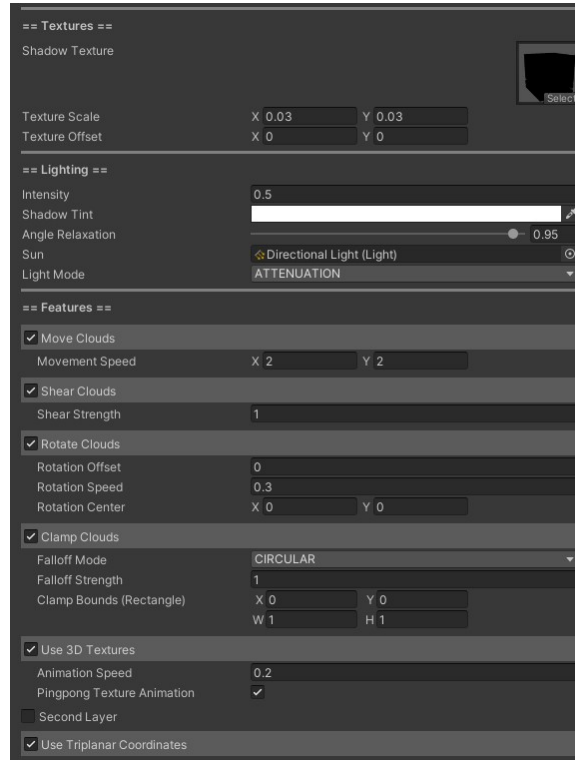 == Textures ==
Shadow Texture
Select
Texture Scale X 0.03 Y 0.03
Texture Offset X 0 Y 0
== Lighting ==
Intensity 0.5
Shadow Tint
Angle Relaxation 0.95
Sun Directional Light (Light)
Light Mode ATTENUATION
== Features ==
Move Clouds
Movement Speed X 2 Y 2
Shear Clouds
Shear Strength 1
Rotate Clouds
Rotation Offset 0
Rotation Speed 0.3
Rotation Center X 0 Y 0
Clamp Clouds
Falloff Mode CIRCULAR
Falloff Strength 1
Clamp Bounds (Rectangle) X 0 Y 0
W 1 H 1
Use 3D Textures
Animation Speed 0.2
Pingpong Texture Animation
Second Layer
Use Triplanar Coordinates